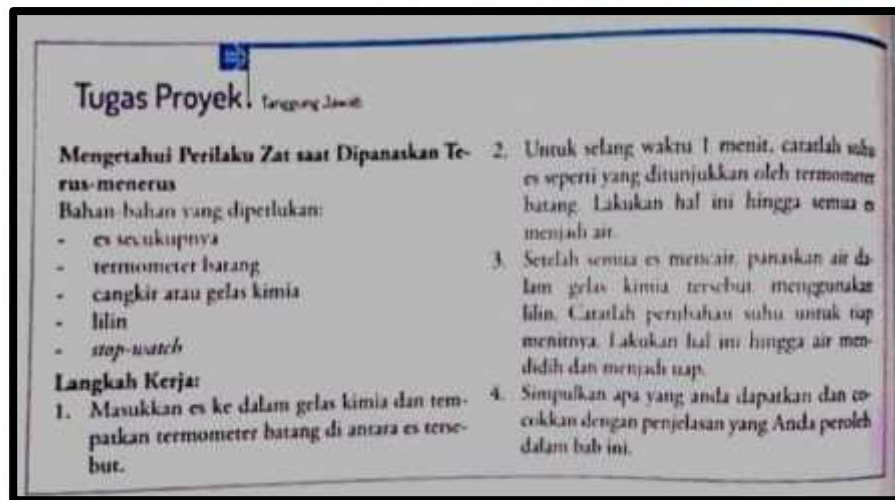 Tugas Proyek! Tanggung Jawab
Mengetahui Perilaku Zat saat Dipanaskan Te-
rus-menerus
Bahan-bahan yang diperlukan:
- es secukupnya
- termometer batang
- cangkir atau gelas kimia
- lilin
- stop-watch
Langkah Kerja:
1. Masukkan es ke dalam gelas kimia dan tem-
patkan termometer batang di antara es terse-
but.
2. Untuk selang waktu 1 menit, catatlah suhu
es seperti yang ditunjukkan oleh termometer
batang. Lakukan hal ini hingga semua es
menjadi air.
3. Setelah semua es mencair, panaskan air da-
lam gelas kimia tersebut menggunakan
lilin. Catatlah perubahan suhu untuk tiap
menitnya. Lakukan hal ini hingga air men-
didih dan menjadi uap.
4. Simpulkan apa yang anda dapatkan dan co-
cokkan dengan penjelasan yang Anda peroleh
dalam bab ini.